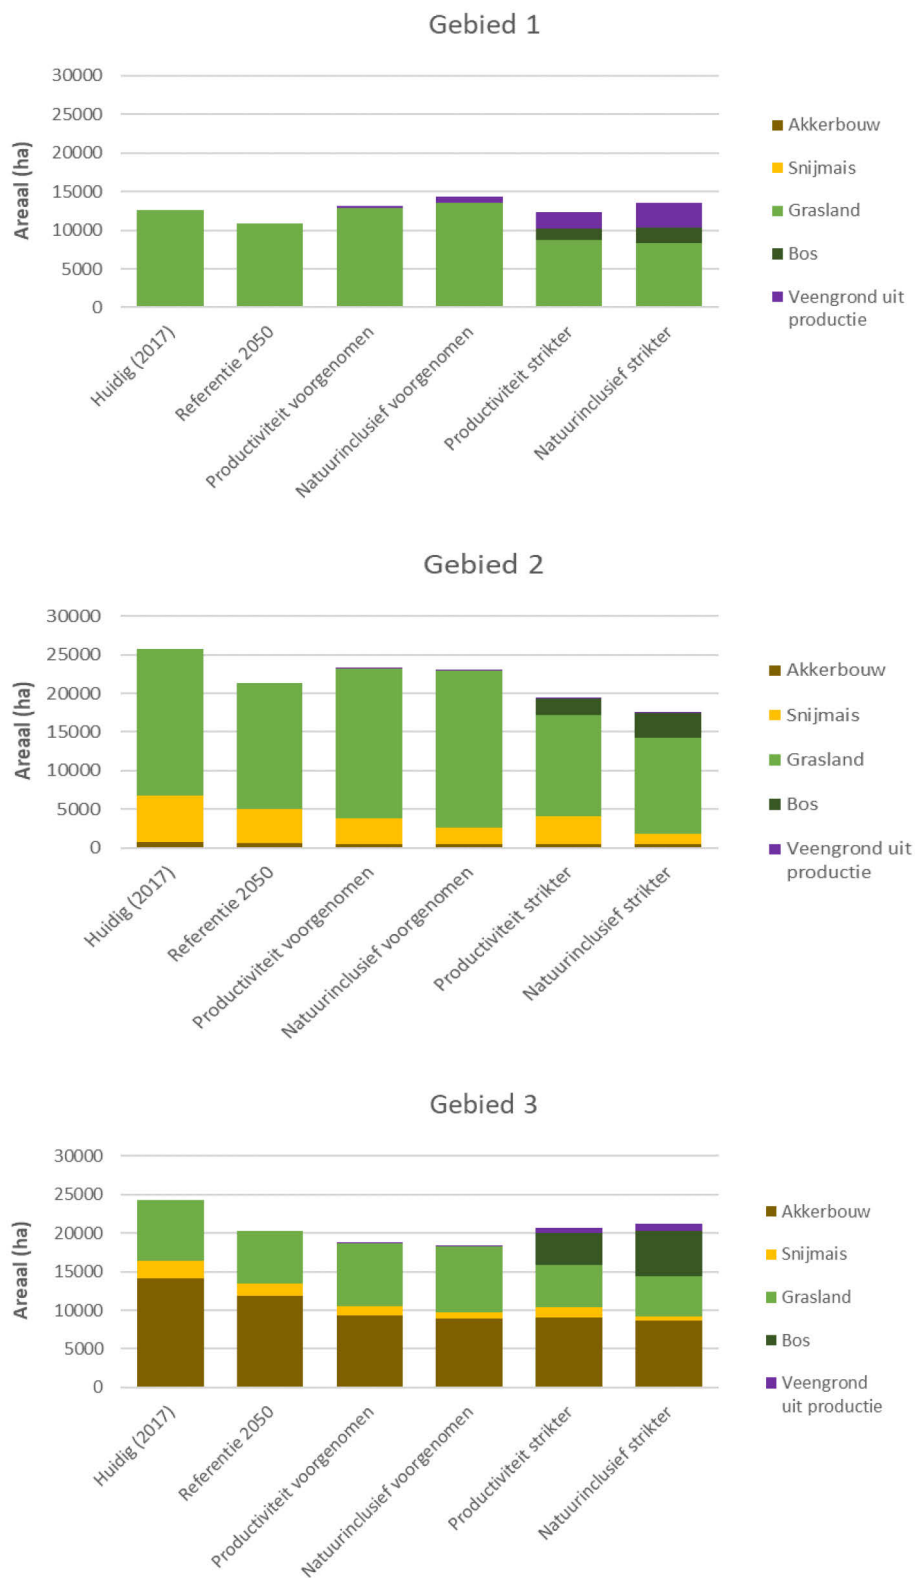 Gebied 1
Areaal (ha)
30000
25000
20000
15000
10000
5000
0
Huidig (2017)
Referentie 2050
Productiviteit voorgenomen
Natuurinclusief voorgenomen
Productiviteit strikter
Natuurinclusief strikter
Akkerbouw
Snijmais
Grasland
Bos
Veengrond uit
productie
Gebied 2
Areaal (ha)
30000
25000
20000
15000
10000
5000
0
Huidig (2017)
Referentie 2050
Productiviteit voorgenomen
Natuurinclusief voorgenomen
Productiviteit strikter
Natuurinclusief strikter
Akkerbouw
Snijmais
Grasland
Bos
Veengrond uit
productie
Gebied 3
Areaal (ha)
30000
25000
20000
15000
10000
5000
0
Huidig (2017)
Referentie 2050
Productiviteit voorgenomen
Natuurinclusief voorgenomen
Productiviteit strikter
Natuurinclusief strikter
Akkerbouw
Snijmais
Grasland
Bos
Veengrond
uit productie